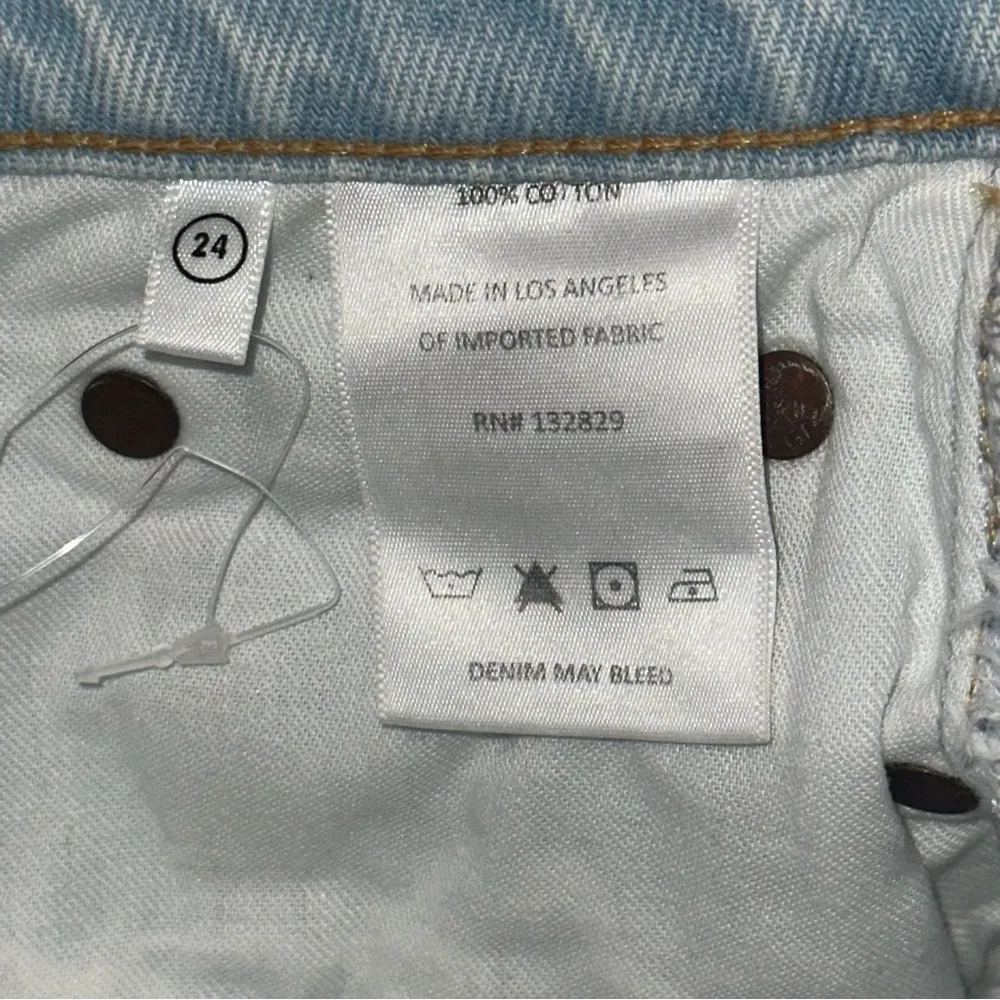 24
100% COTTON
MADE IN LOS ANGELES
OF IMPORTED FABRIC
RN# 132829
DENIM MAY BLEED